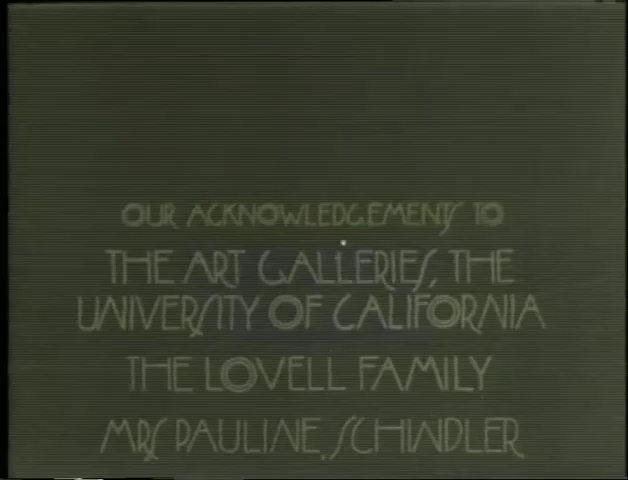 OUR ACKNOWLEDGEMENTS TO
THE ART GALLERIES, THE
UNIVERSITY OF CALIFORNIA
THE LOVELL FAMILY
MRS PAULINE SCHINDLER